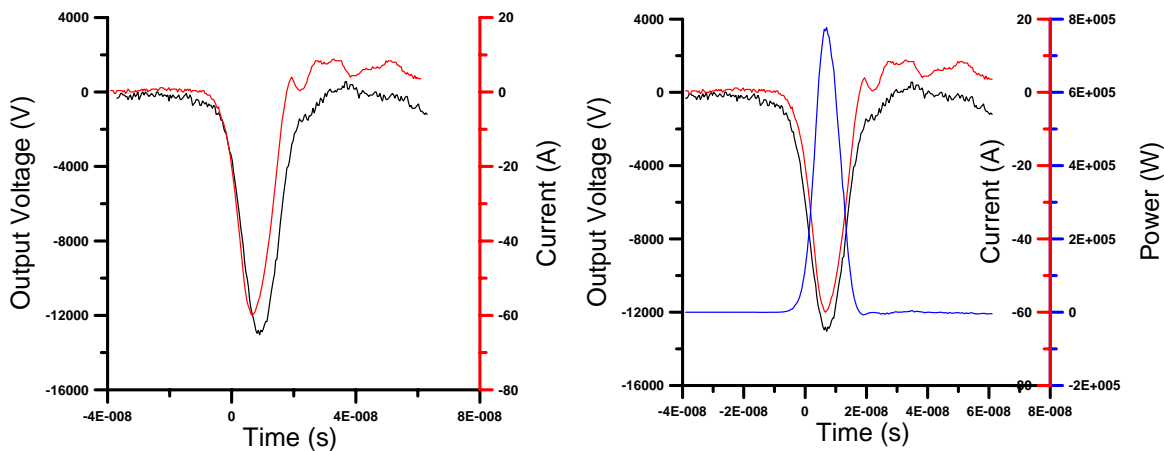 4000
0
-4000
-8000
-12000
-16000
Output Voltage (V)
20
0
-20
-40
-60
-80
Current (A)
-4E-008 0 4E-008 8E-008
Time (s)
4000
0
-4000
-8000
-12000
-16000
Output Voltage (V)
20
0
-20
-40
-60
Current (A)
8E+005
6E+005
4E+005
2E+005
0
-2E+005
Power (W)
-4E-008 -2E-008 0 2E-008 4E-008 6E-008 8E-008
Time (s)